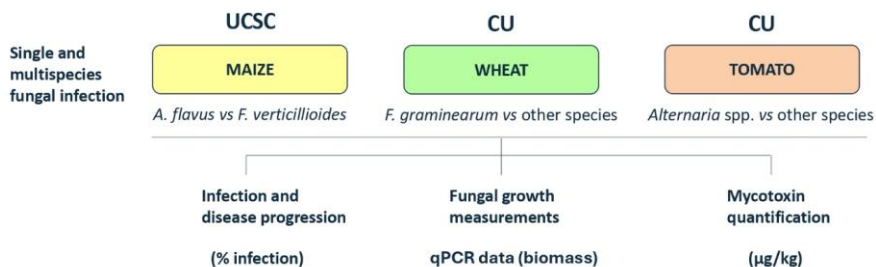 UCSC CU CU
Single and
multispecies
fungal infection
MAIZE WHEAT TOMATO
A. flavus vs F. verticillioides F. graminearum vs other species Alternaria spp. vs other species
Infection and
disease progression
Fungal growth
measurements
Mycotoxin
quantification
(% infection) qPCR data (biomass) (µg/kg)